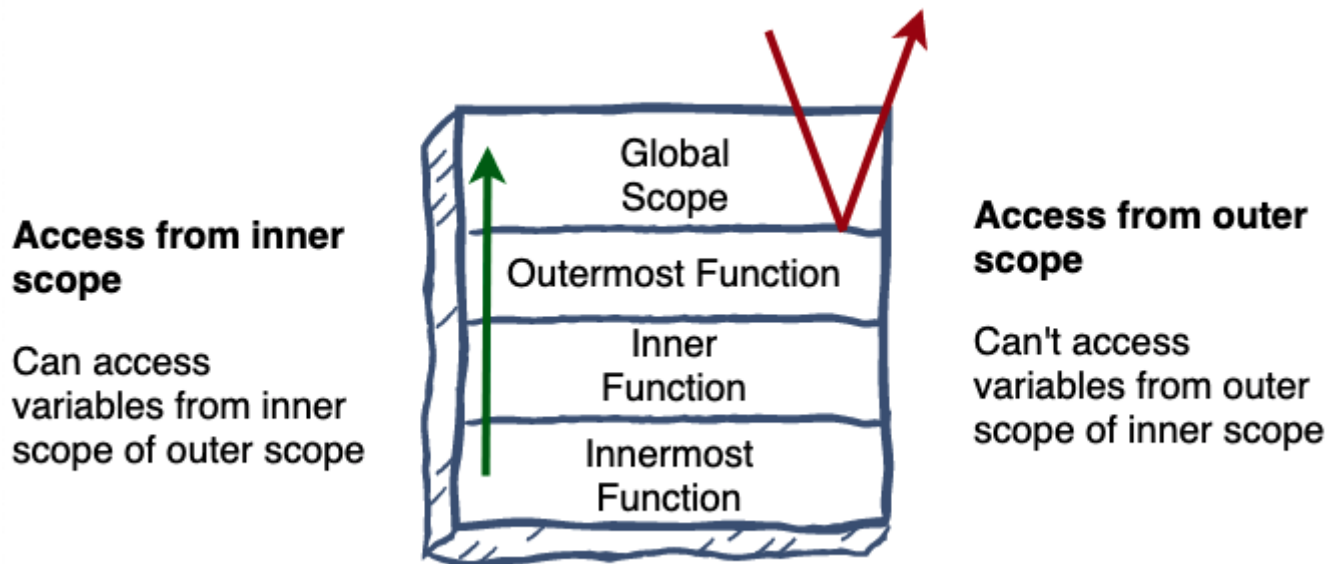 Access from inner
scope
Can access
variables from inner
scope of outer scope
Global
Scope
Outermost Function
Inner
Function
Innermost
Function
Access from outer
scope
Can't access
variables from outer
scope of inner scope